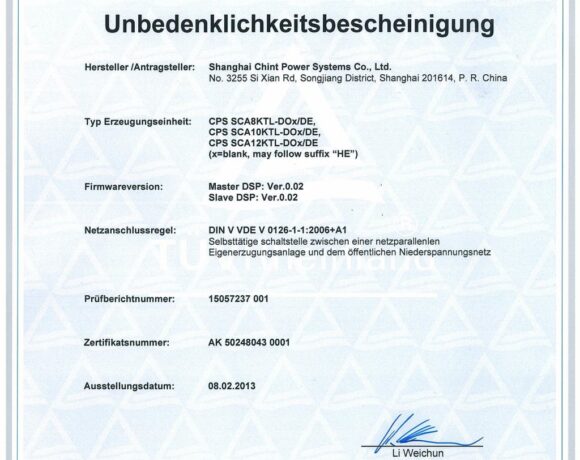 Unbedenklichkeitsbescheinigung
Hersteller /Antragsteller: Shanghai Chint Power Systems Co., Ltd.
No. 3255 Si Xian Rd, Songjiang District, Shanghai 201614, P. R. China
Typ Erzeugungseinheit: CPS SCA8KTL-DOx/DE,
CPS SCA10KTL-DOx/DE,
CPS SCA12KTL-DOx/DE
(x=blank, may follow suffix “HE”)
Firmwareversion: Master DSP: Ver.0.02
Slave DSP: Ver.0.02
Netzanschlussregel: DIN V VDE V 0126-1-1:2006+A1
Selbsttätige schaltstelle zwischen einer netzparallenlen
Eigenerzeugungsanlage und dem öffentlichen Niederspannungsnetz
TÜVRheinland
®
Prüfberichtnummer: 15057237 001
Zertifikatsnummer: AK 50248043 0001
Ausstellungsdatum: 08.02.2013
Li Weichun